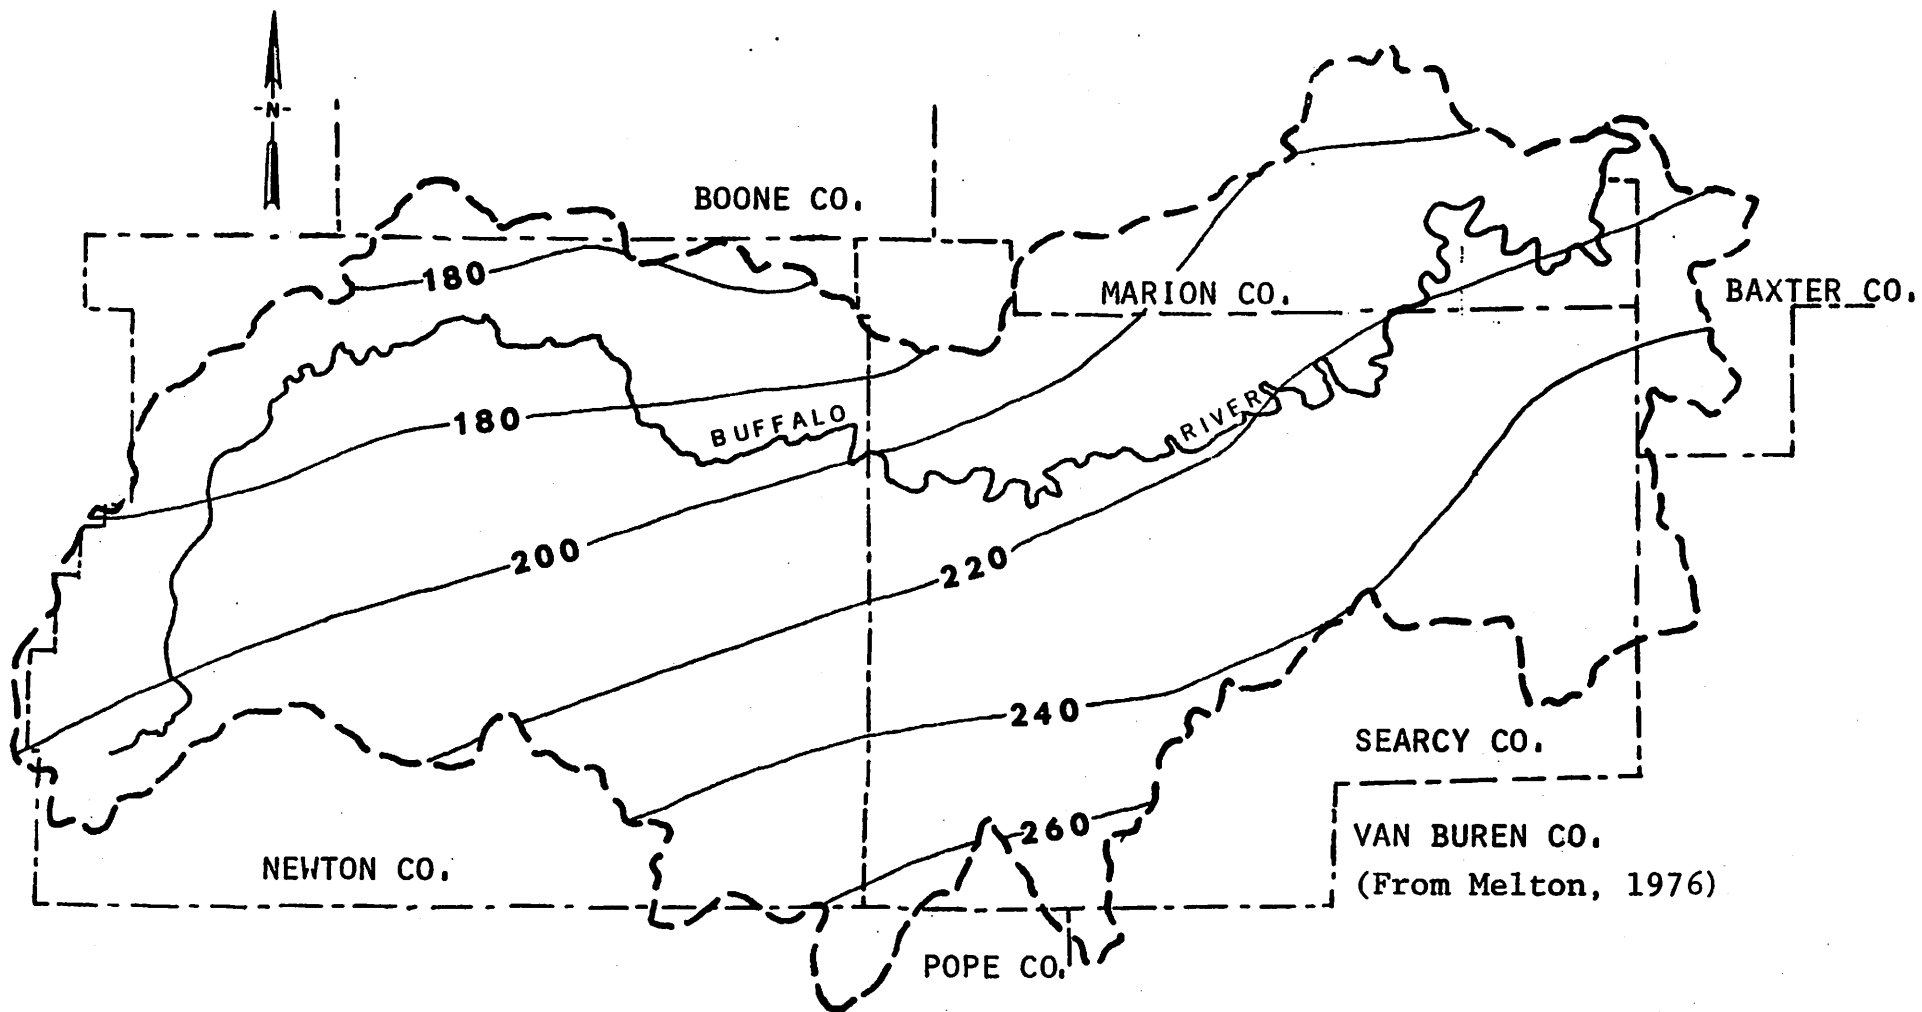 -N-
BOONE CO.
180
MARION CO.
BAXTER CO.
180
BUFFALO
RIVER
200
220
240
SEARCY CO.
260
VAN BUREN CO.
NEWTON CO.
(From Melton, 1976)
POPE CO.